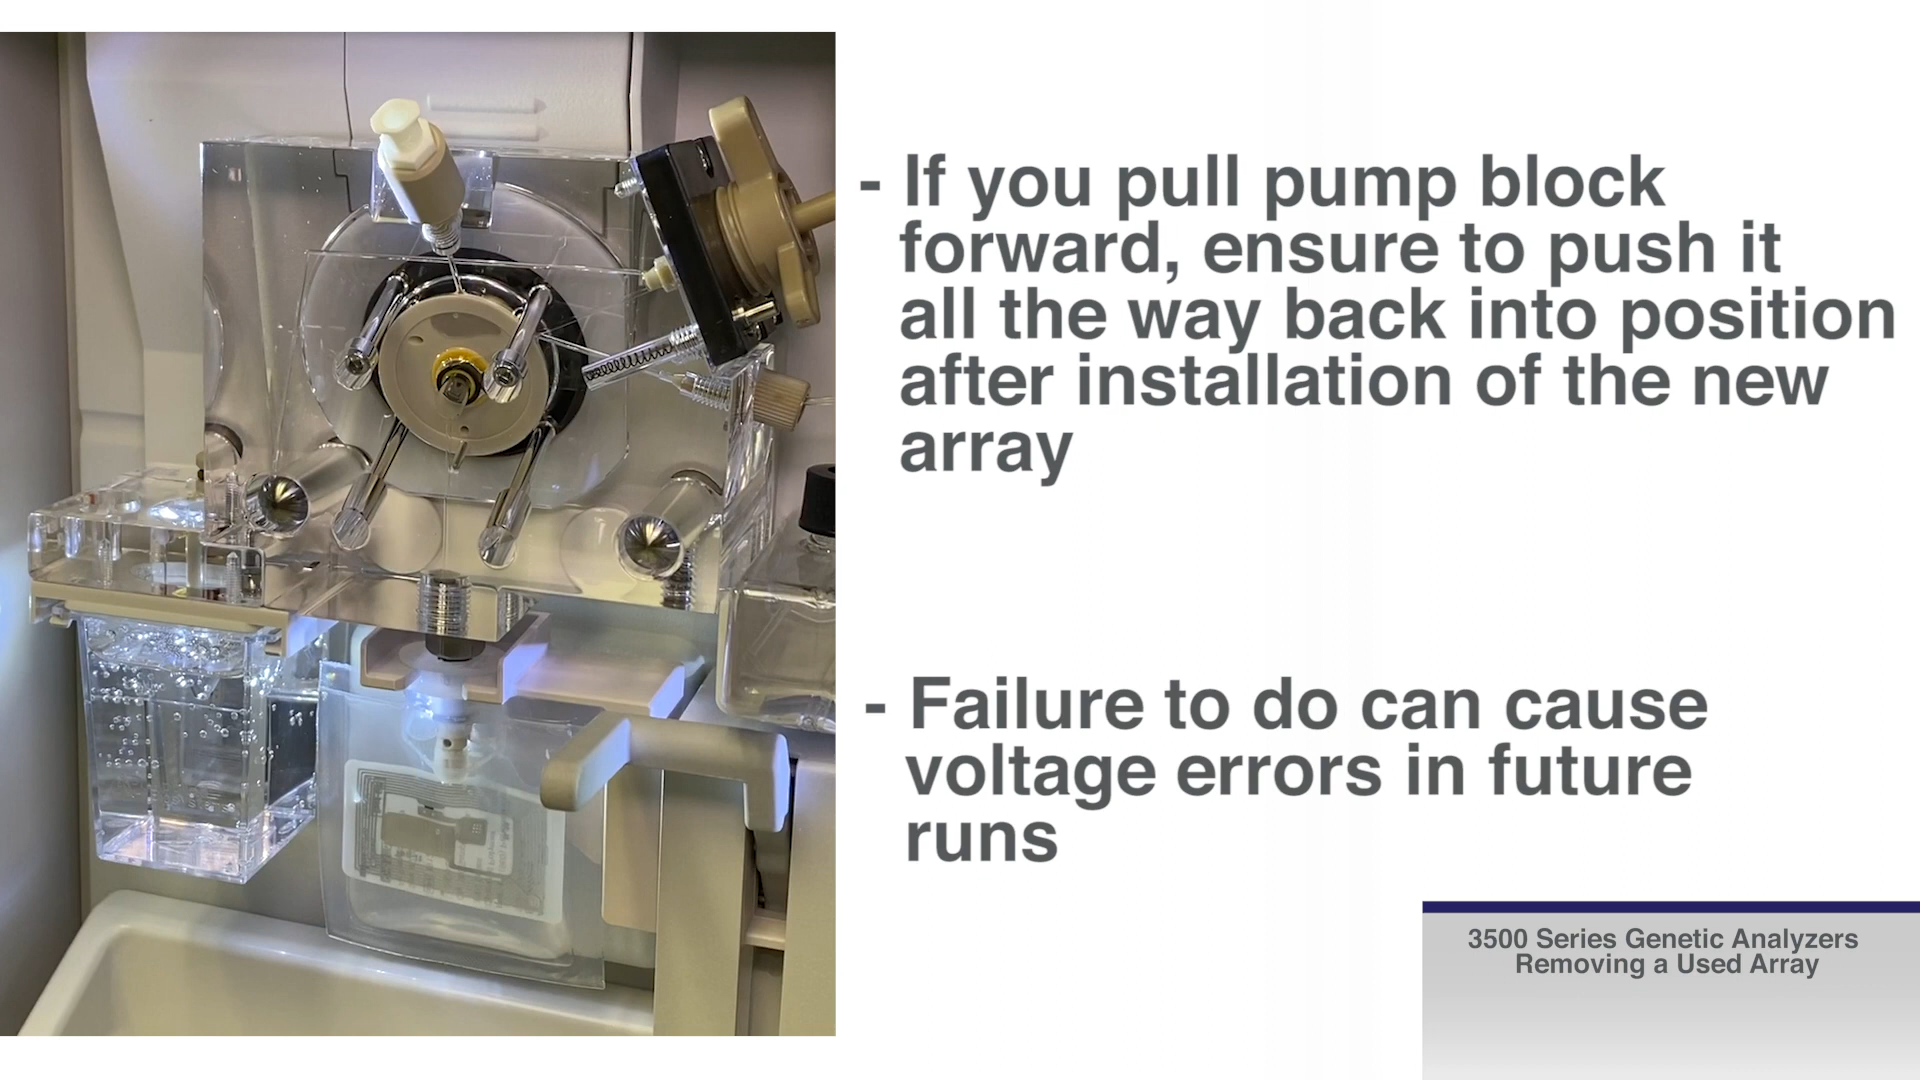 - If you pull pump block
forward, ensure to push it
all the way back into position
after installation of the new
array
- Failure to do can cause
voltage errors in future
runs
3500 Series Genetic Analyzers
Removing a Used Array